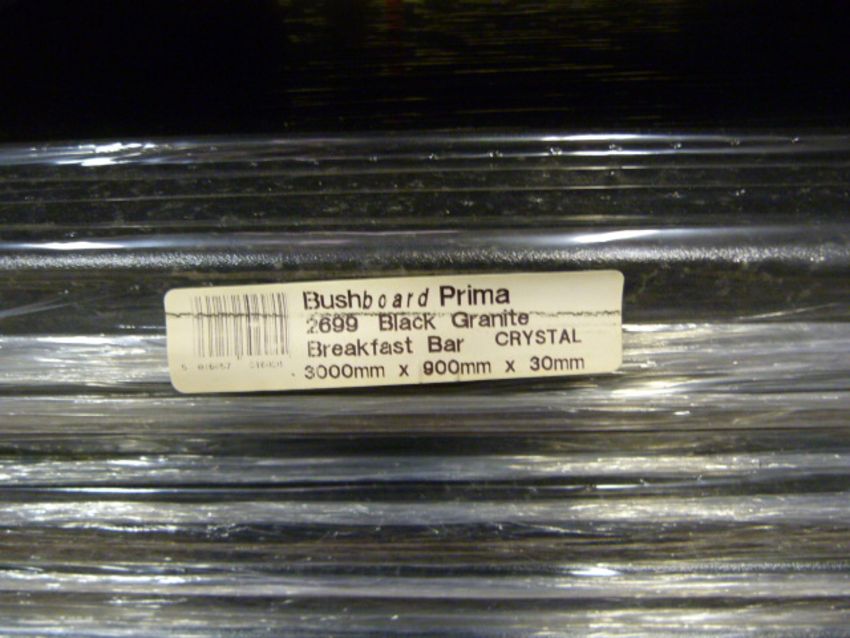 Bushboard Prima
2699 Black Granite
Breakfast Bar CRYSTAL
3000mm x 900mm x 30mm